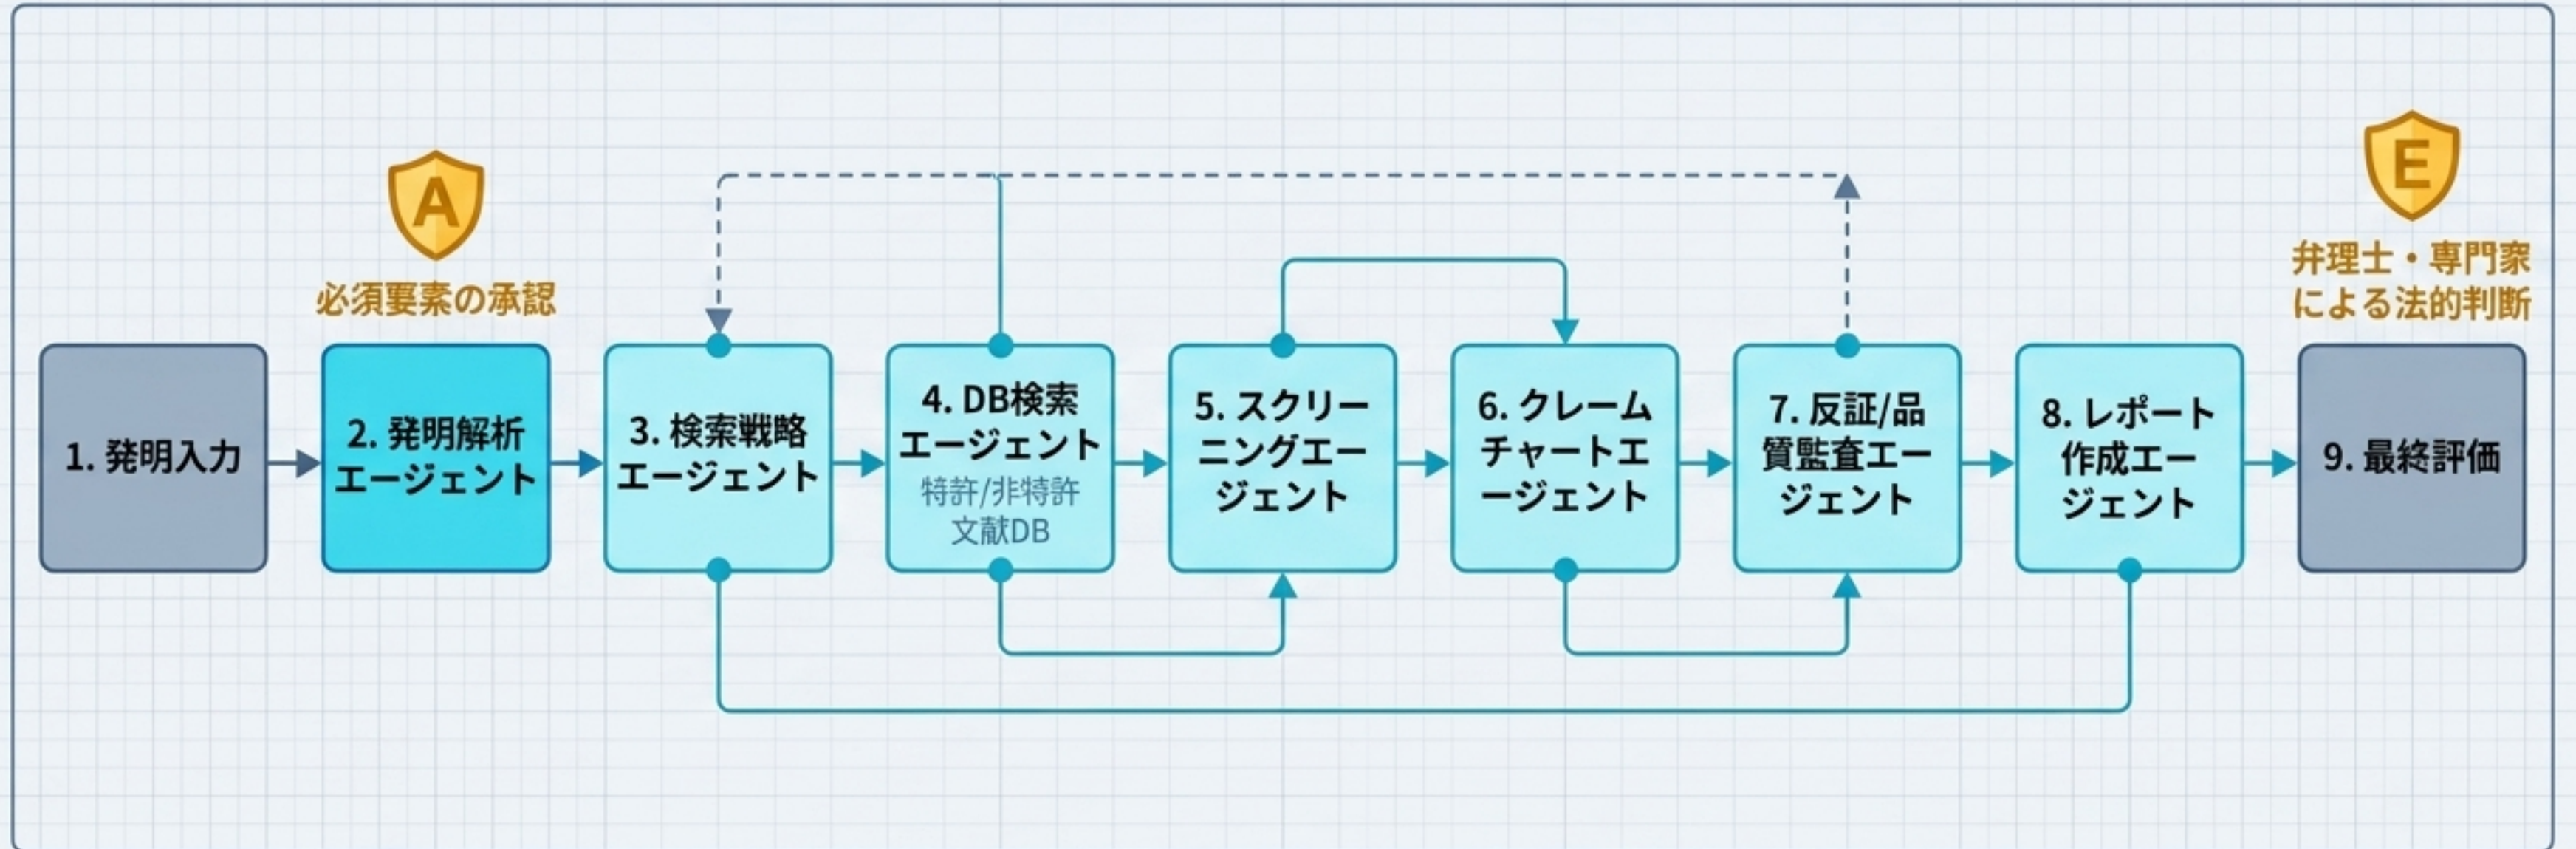 A
必須要素の承認
E
弁理士・専門家
による法的判断
1. 発明入力
2. 発明解析
エージェント
3. 検索戦略
エージェント
4. DB検索
エージェント
特許/非特許
文献DB
5. スクリー
ニングエー
ジェント
6. クレーム
チャートエ
ージェント
7. 反証/品
質監査エー
ジェント
8. レポート
作成エー
ジェント
9. 最終評価